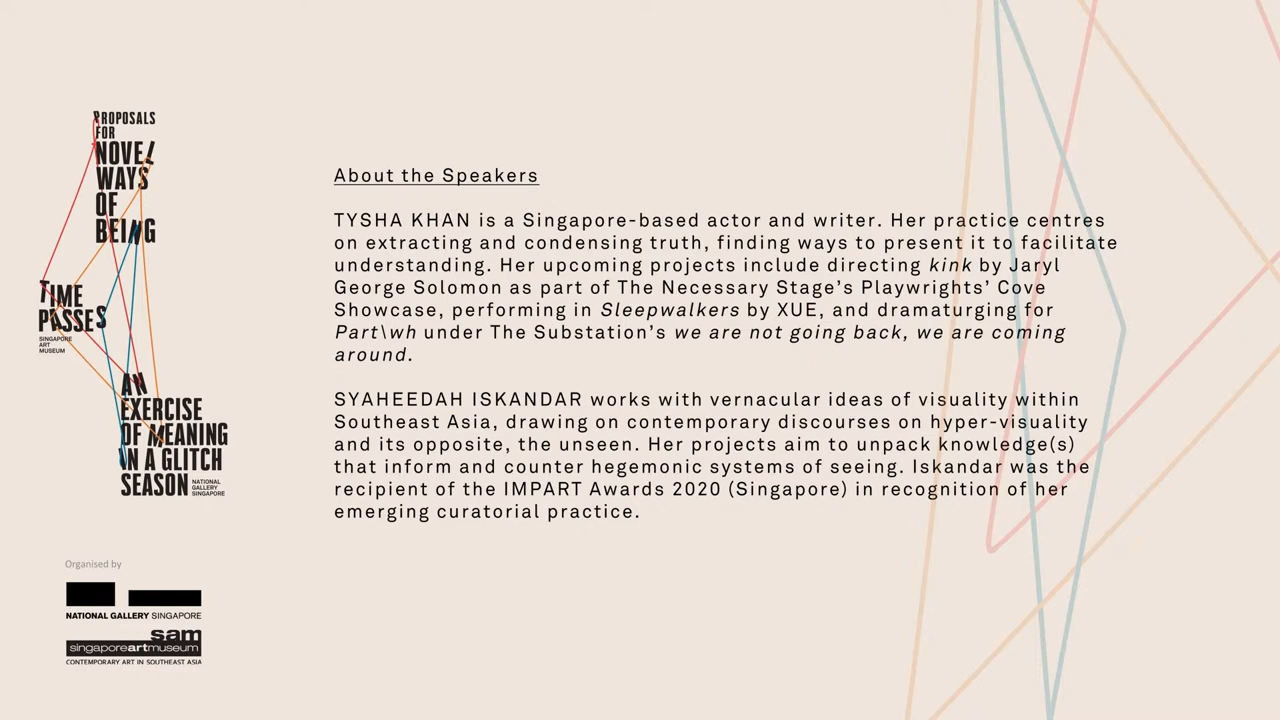 PROPOSALS
FOR
NOVEL
WAYS
OF
BEING
TIME
PASSES
SINGAPORE
ART
MUSEUM
AN
EXERCISE
OF MEANING
IN A GLITCH
SEASON
NATIONAL
GALLERY
SINGAPORE
Organised by
NATIONAL GALLERY SINGAPORE
sam
singaporeartmuseum
CONTEMPORARY ART IN SOUTHEAST ASIA
About the Speakers
TYSHA KHAN is a Singapore-based actor and writer. Her practice centres
on extracting and condensing truth, finding ways to present it to facilitate
understanding. Her upcoming projects include directing kink by Jaryl
George Solomon as part of The Necessary Stage’s Playwrights’ Cove
Showcase, performing in Sleepwalkers by XUE, and dramaturging for
Part\wh under The Substation’s we are not going back, we are coming
around.
SYAHEEDAH ISKANDAR works with vernacular ideas of visuality within
Southeast Asia, drawing on contemporary discourses on hyper-visuality
and its opposite, the unseen. Her projects aim to unpack knowledge(s)
that inform and counter hegemonic systems of seeing. Iskandar was the
recipient of the IMPART Awards 2020 (Singapore) in recognition of her
emerging curatorial practice.